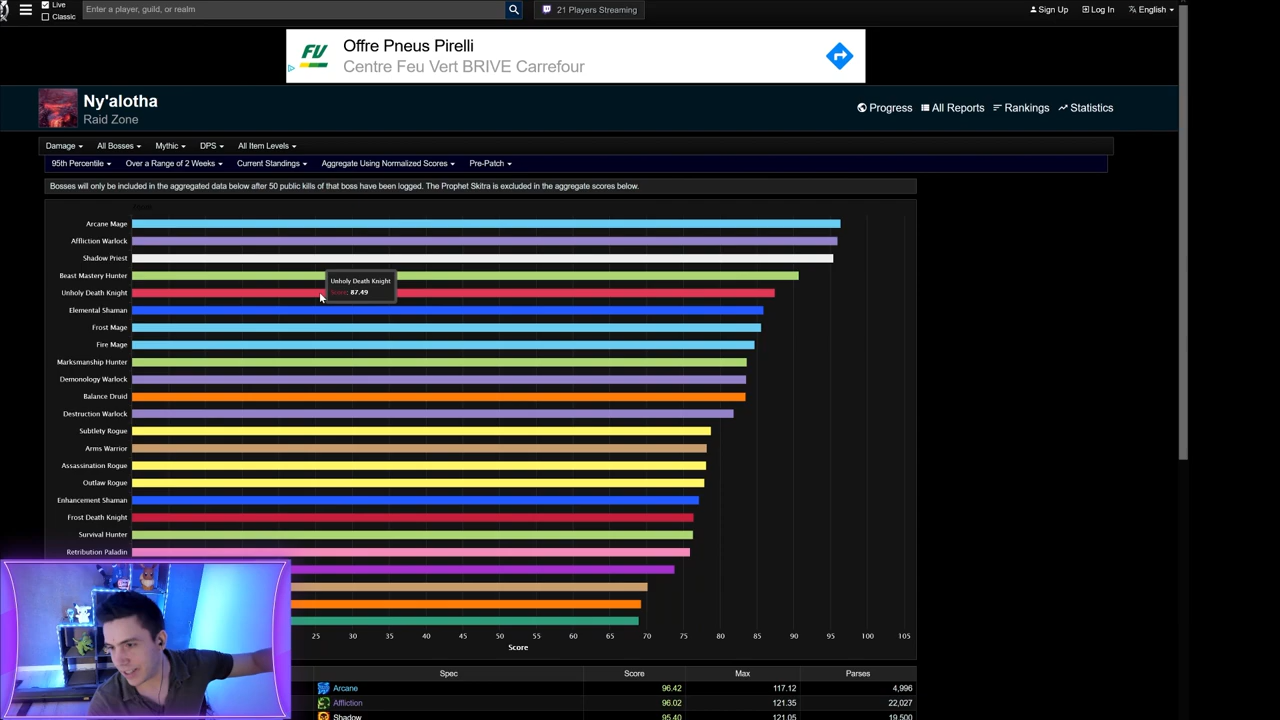 Live
Classic
Enter a player, guild, or realm
21 Players Streaming
Sign Up
Log In
English
FV
Offre Pneus Pirelli
Centre Feu Vert BRIVE Carrefour
Ny'alotha
Raid Zone
Progress
All Reports
Rankings
Statistics
Damage
All Bosses
Mythic
DPS
All Item Levels
95th Percentile
Over a Range of 2 Weeks
Current Standings
Aggregate Using Normalized Scores
Pre-Patch
Bosses will only be included in the aggregated data below after 50 public kills of that boss have been logged. The Prophet Skitra is excluded in the aggregate scores below.
Arcane Mage
Affliction Warlock
Shadow Priest
Beast Mastery Hunter
Unholy Death Knight
Unholy Death Knight
Score: 87.49
Elemental Shaman
Frost Mage
Fire Mage
Marksmanship Hunter
Demonology Warlock
Balance Druid
Destruction Warlock
Subtlety Rogue
Arms Warrior
Assassination Rogue
Outlaw Rogue
Enhancement Shaman
Frost Death Knight
Survival Hunter
Retribution Paladin
25 30 35 40 45 50 55 60 65 70 75 80 85 90 95 100 105
Score
Spec Score Max Parses
Arcane 96.42 117.12 4,996
Affliction 96.02 121.35 22,027
Shadow 95.40 121.05 19,500